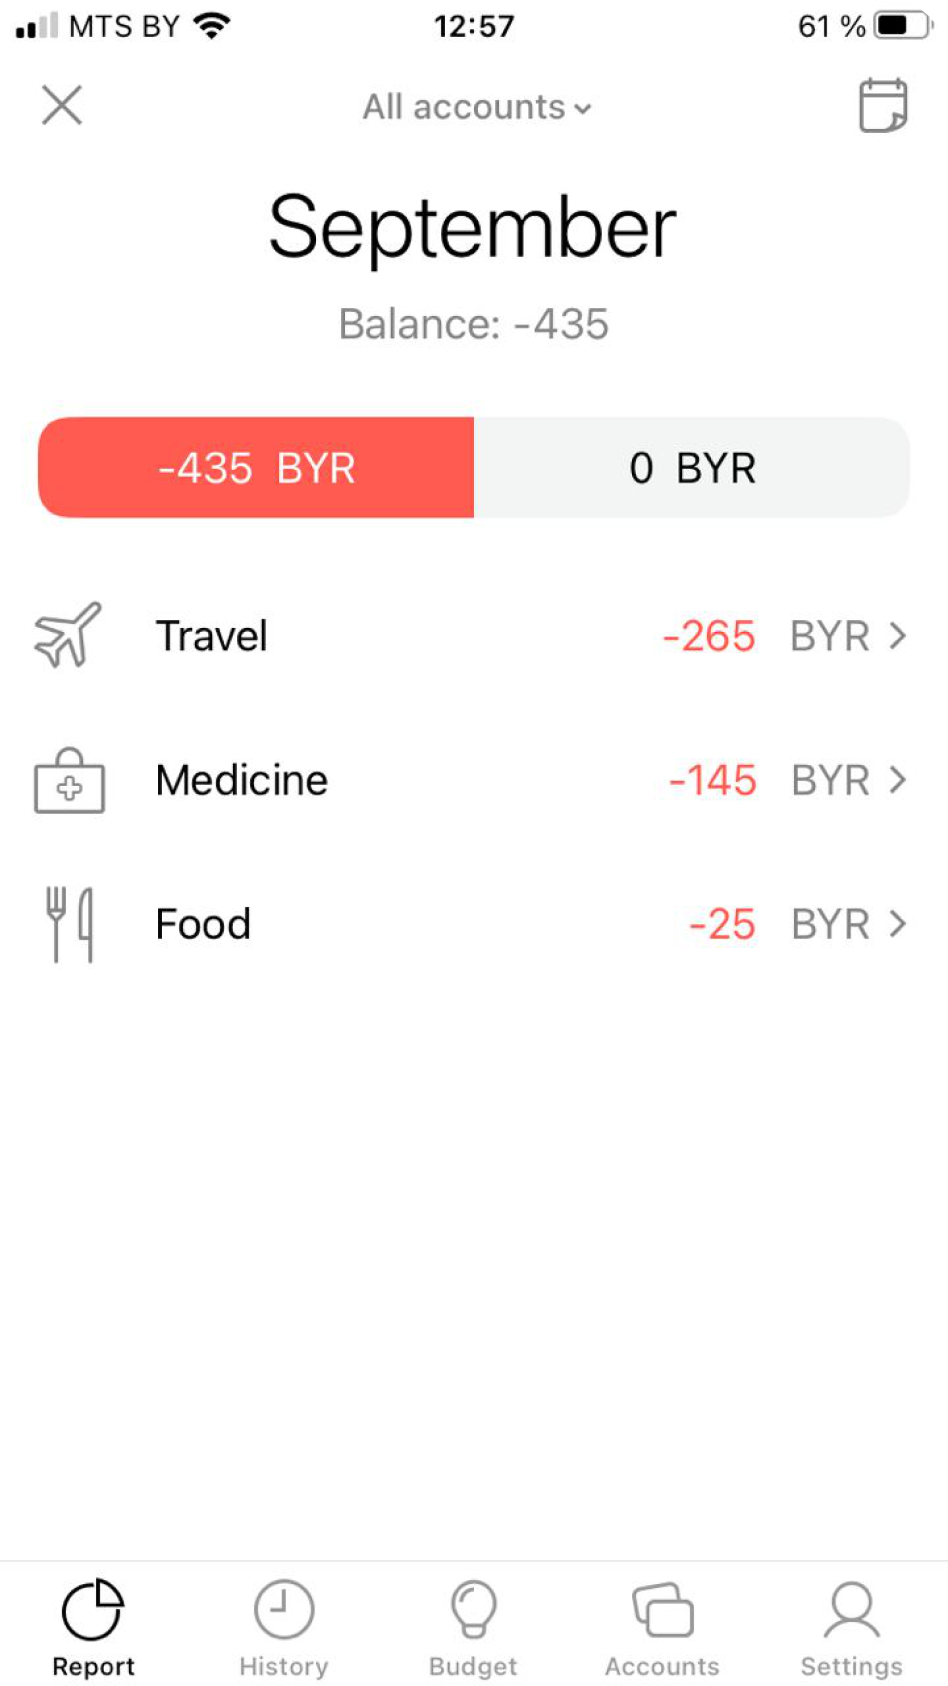 MTS BY 12:57 61 %
All accounts
September
Balance: -435
-435 BYR 0 BYR
Travel -265 BYR
Medicine -145 BYR
Food -25 BYR
Report History Budget Accounts Settings